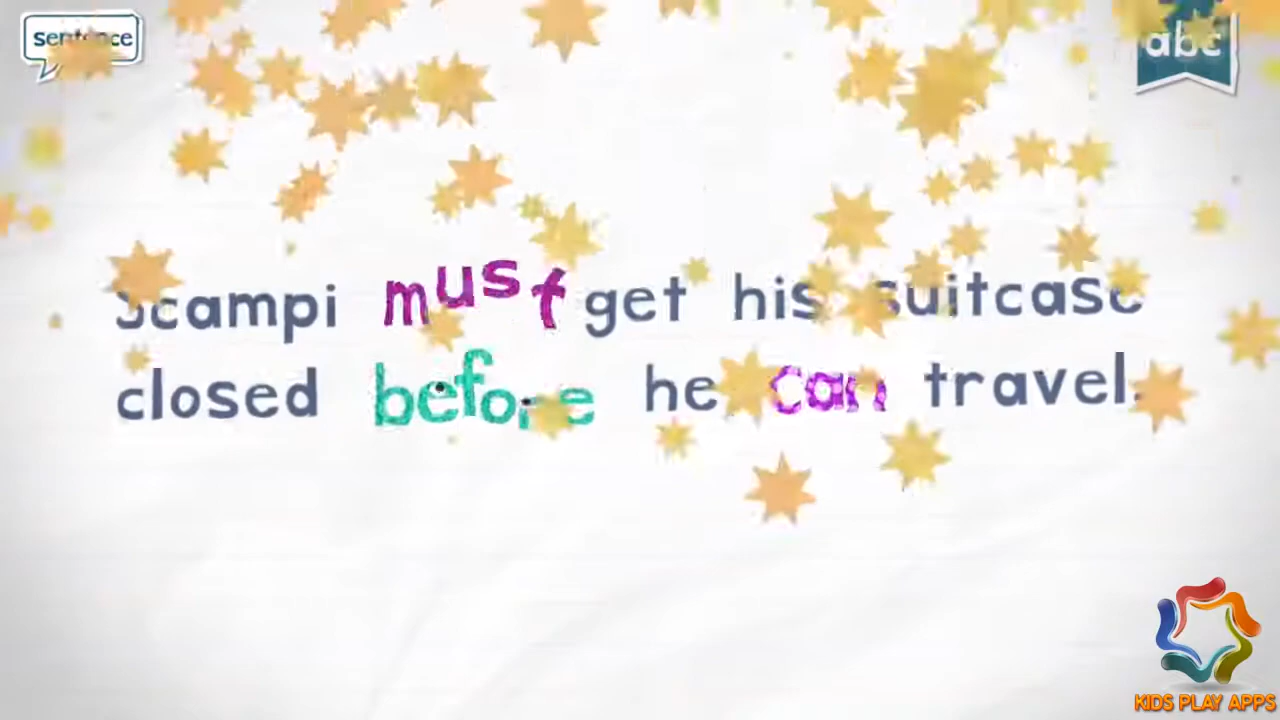 sentence
abc
Scampi must get his suitcase
closed before he can travel.
KIDS PLAY APPS